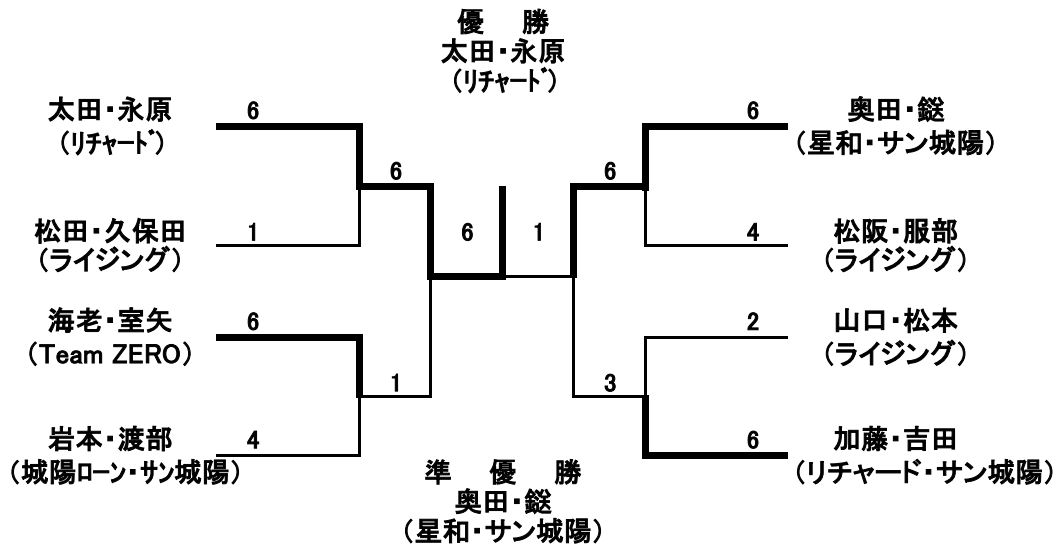 優　勝
太田・永原
(リチャード)
太田・永原
(リチャード)
6
松田・久保田
(ライジング)
1
海老・室矢
(Team ZERO)
6
岩本・渡部
(城陽ローン・サン城陽)
4
6
1
6
1
6
3
6
奥田・鎹
(星和・サン城陽)
4
松阪・服部
(ライジング)
2
山口・松本
(ライジング)
6
加藤・吉田
(リチャード・サン城陽)
準　優　勝
奥田・鎹
(星和・サン城陽)